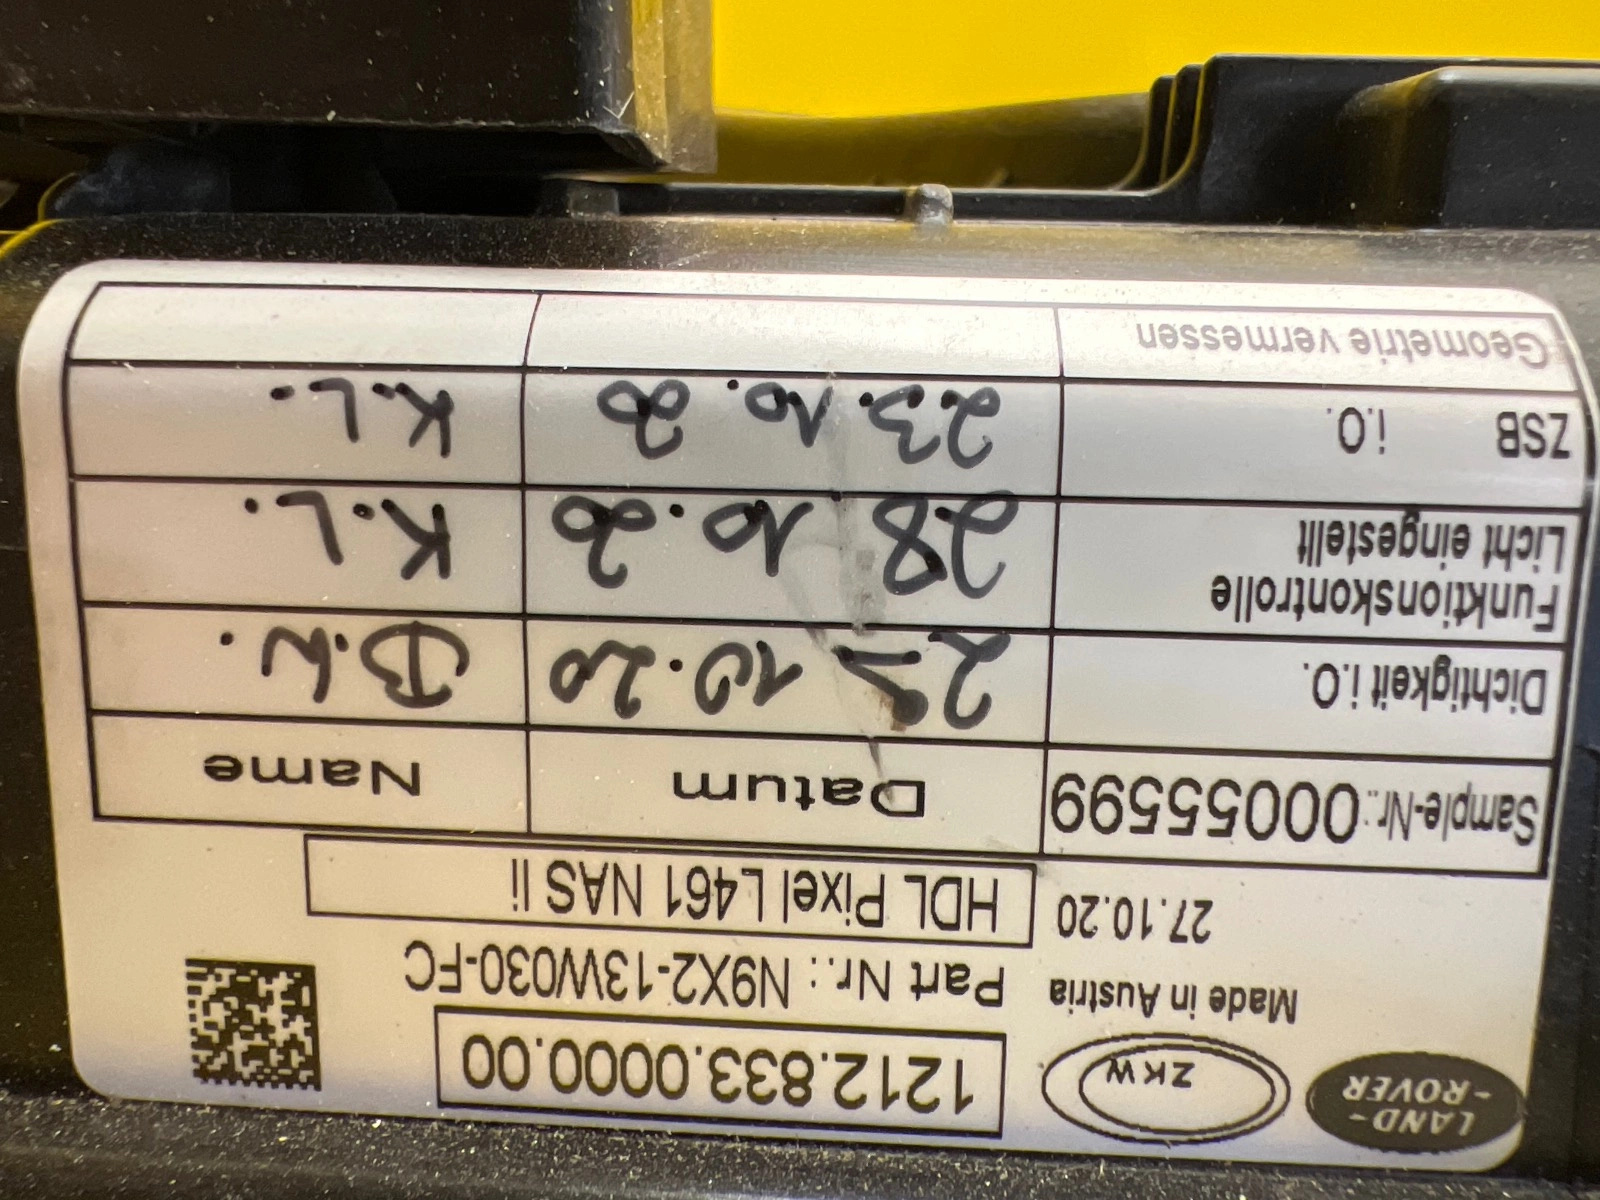 LAND-
-ROVER
ZKW
1212.833.0000.00
Made in Austria
Part Nr.: N9X2-13W030-FC
27.10.20
HDL Pixel L461 NAS li
Sample-Nr.:00055599 Datum Name
Dichtigkeit i.O. 10.20 B.W.
Funktionskontrolle
Licht eingestellt 28 10.20 K.L.
ZSB i.O. 23.10.20 K.L.
Geometrie vermessen